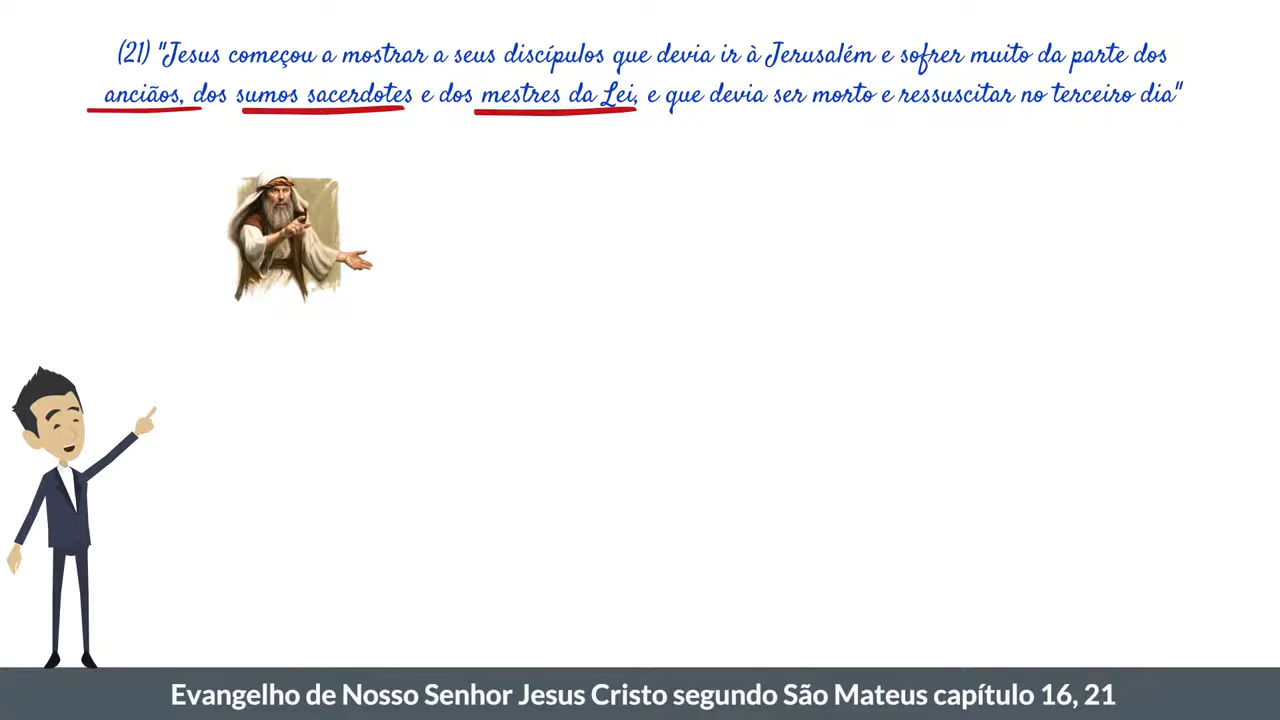 (21) "Jesus começou a mostrar a seus discípulos que devia ir à Jerusalém e sofrer muito da parte dos
anciãos, dos sumos sacerdotes e dos mestres da Lei, e que devia ser morto e ressuscitar no terceiro dia"
Evangelho de Nosso Senhor Jesus Cristo segundo São Mateus capítulo 16, 21